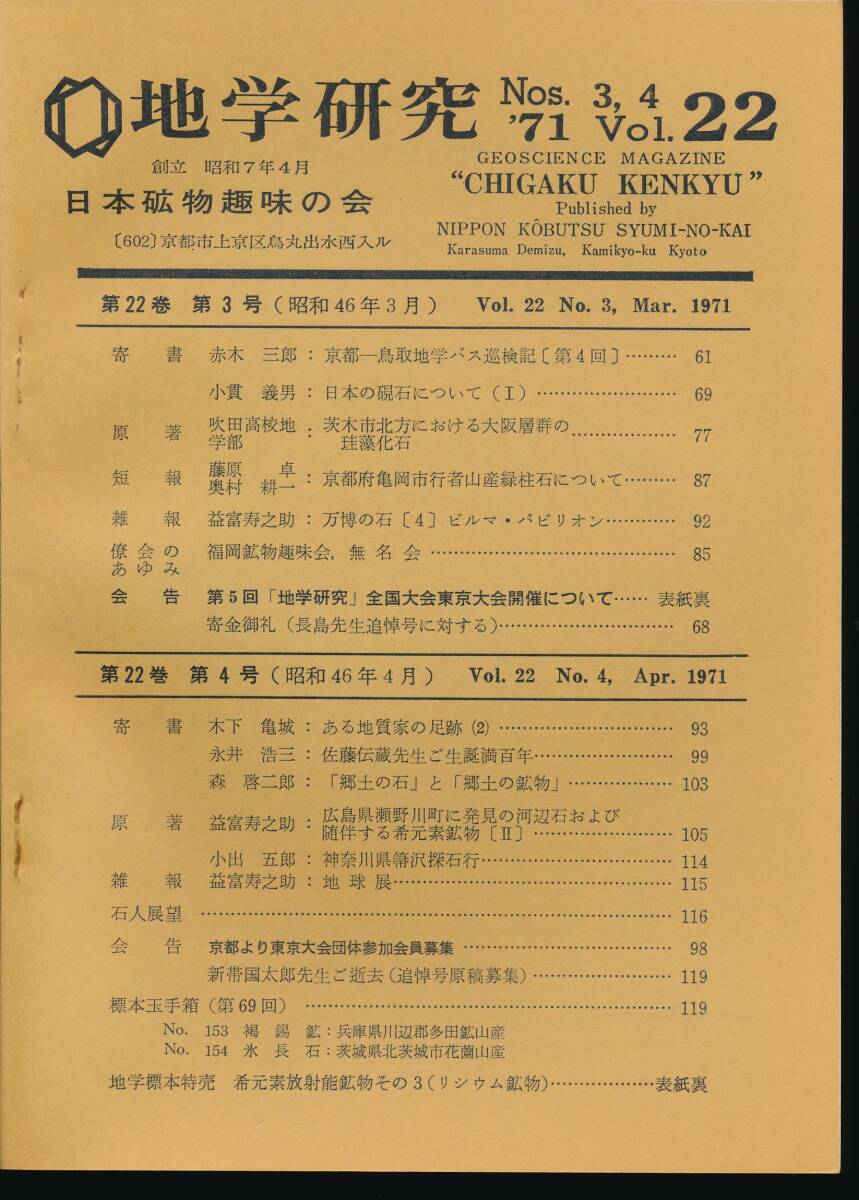 地学研究 Nos. 3, 4 '71 Vol. 22
創立 昭和7年4月
日本砿物趣味の会
〔602〕京都市上京区烏丸出水西入ル
GEOSCIENCE MAGAZINE
“CHIGAKU KENKYU”
Published by
NIPPON KÔBUTSU SYUMI-NO-KAI
Karasuma Demizu, Kamikyo-ku Kyoto
第22巻 第3号(昭和46年3月) Vol. 22 No. 3, Mar. 1971
寄書 赤木 三郎:京都―鳥取地学バス巡検記〔第4回〕……… 61
小貫 義男:日本の硯石について(I)…………………… 69
原著 吹田高校地学部:茨木市北方における大阪層群の珪藻化石……………… 77
短報 藤原 卓 奥村 耕一:京都府亀岡市行者山産緑柱石について……… 87
雑報 益富寿之助:万博の石〔4〕ビルマ・パビリオン………… 92
僚会のあゆみ 福岡鉱物趣味会,無名会…………………………………… 85
会告 第5回「地学研究」全国大会東京大会開催について…… 表紙裏
寄金御礼(長島先生追悼号に対する)………………………… 68
第22巻 第4号(昭和46年4月) Vol. 22 No. 4, Apr. 1971
寄書 木下 亀城:ある地質家の足跡 (2)………………………… 93
永井 浩三:佐藤伝蔵先生ご生誕満百年…………………… 99
森 啓二郎:「郷土の石」と「郷土の鉱物」……………… 103
原著 益富寿之助:広島県瀬野川町に発見の河辺石および
随伴する希元素鉱物〔II〕…………………… 105
小出 五郎:神奈川県箒沢探石行…………………………… 114
雑報 益富寿之助:地球展………………………………………… 115
石人展望 ……………………………………………………………………… 116
会告 京都より東京大会団体参加会員募集……………………………… 98
新帯国太郎先生ご逝去(追悼号原稿募集)…………………… 119
標本玉手箱(第69回)……………………………………………………… 119
No. 153 褐錫鉱:兵庫県川辺郡多田鉱山産
No. 154 氷長石:茨城県北茨城市花薗山産
地学標本特売 希元素放射能鉱物その3(リシウム鉱物)………………表紙裏